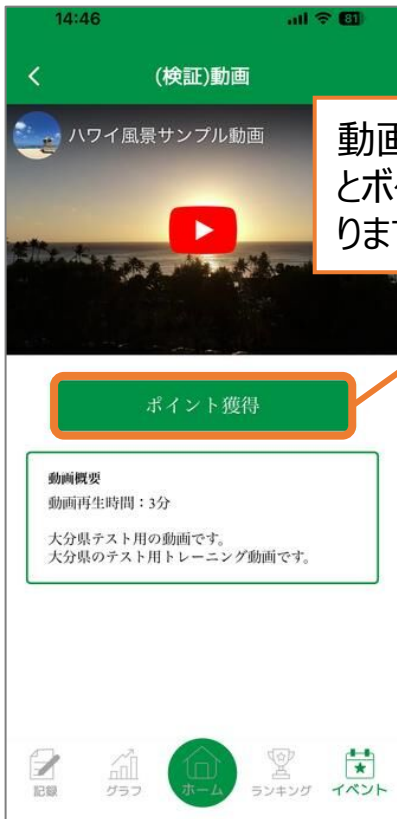 14:46
81
(検証)動画
ハワイ風景サンプル動画
動画
とボ
ります
ポイント獲得
動画概要
動画再生時間：3分
大分県テスト用の動画です。
大分県のテスト用トレーニング動画です。
記録
グラフ
ホーム
ランキング
イベント